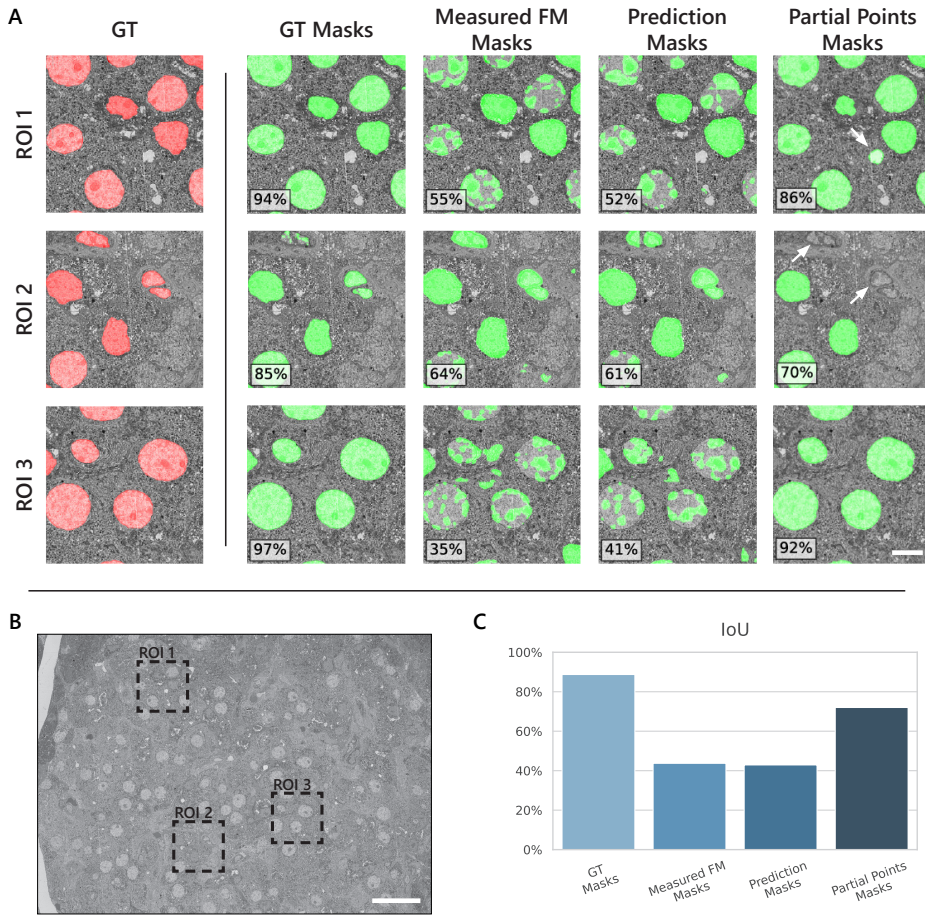 A
GT
GT Masks
Measured FM
Masks
Prediction
Masks
Partial Points
Masks
ROI 1
94%
55%
52%
86%
ROI 2
85%
64%
61%
70%
ROI 3
97%
35%
41%
92%
B
ROI 1
ROI 3
ROI 2
C
IoU
100%
80%
60%
40%
20%
0%
GT
Masks
Measured FM
Masks
Prediction
Masks
Partial Points
Masks